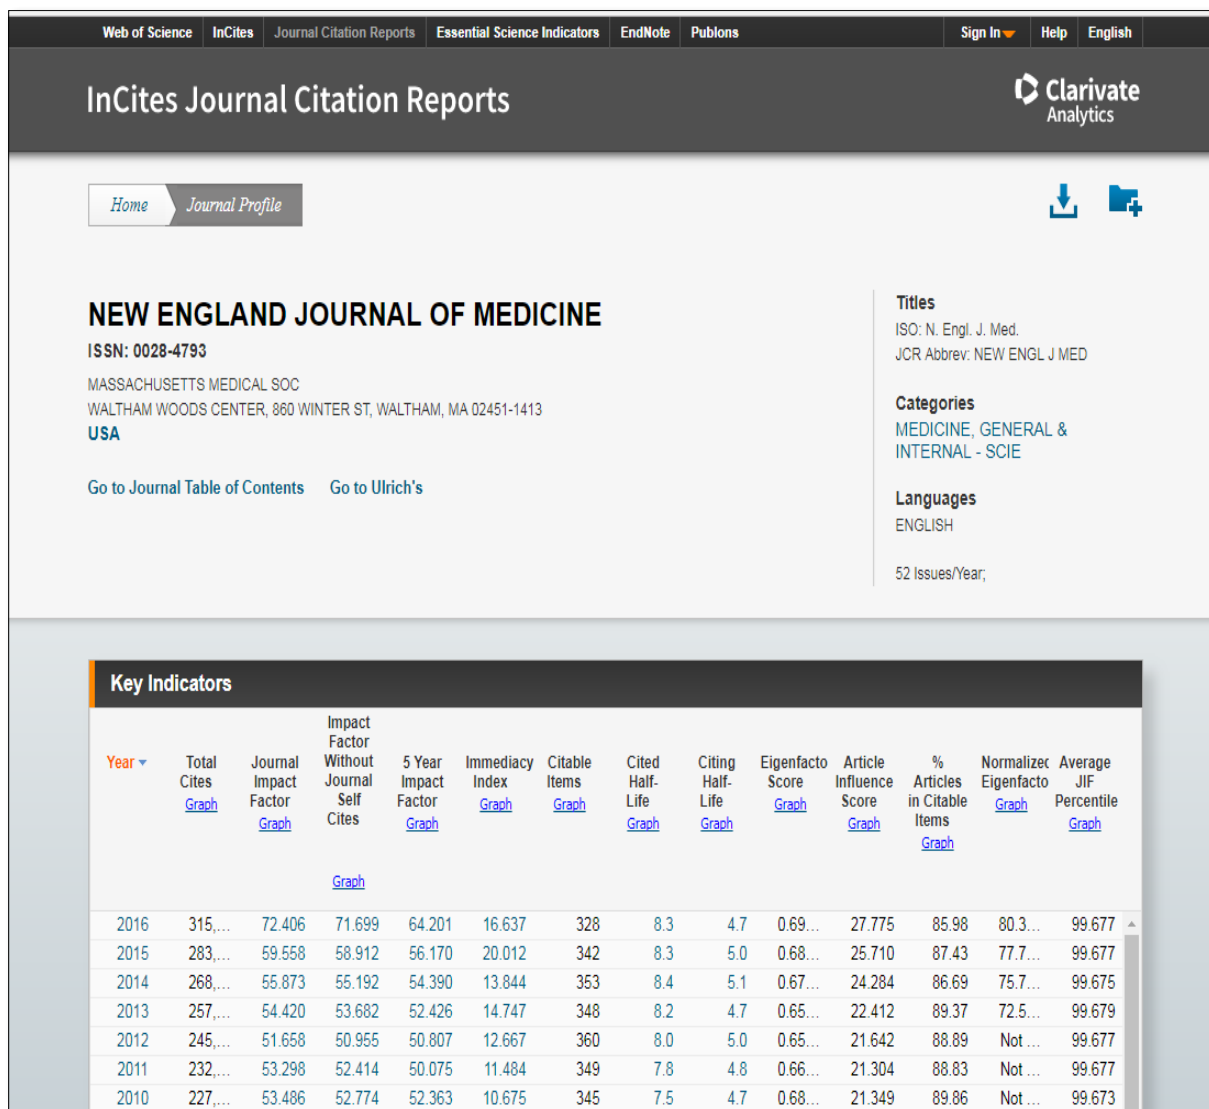 Web of Science InCites Journal Citation Reports Essential Science Indicators EndNote Publons Sign In Help English
InCites Journal Citation Reports
Clarivate
Analytics
Home Journal Profile
NEW ENGLAND JOURNAL OF MEDICINE
ISSN: 0028-4793
MASSACHUSETTS MEDICAL SOC
WALTHAM WOODS CENTER, 860 WINTER ST, WALTHAM, MA 02451-1413
USA
Go to Journal Table of Contents Go to Ulrich's
Titles
ISO: N. Engl. J. Med.
JCR Abbrev: NEW ENGL J MED
Categories
MEDICINE, GENERAL &
INTERNAL - SCIE
Languages
ENGLISH
52 Issues/Year;
Key Indicators
Year Total Cites Graph Journal Impact Factor Graph Impact Factor Without Journal Self Cites Graph 5 Year Impact Factor Graph Immediacy Index Graph Citable Items Graph Cited Half-Life Graph Citing Half-Life Graph Eigenfacto Score Graph Article Influence Score Graph % Articles in Citable Items Graph Normalized Eigenfacto Graph Average JIF Percentile Graph
2016 315,... 72.406 71.699 64.201 16.637 328 8.3 4.7 0.69... 27.775 85.98 80.3... 99.677
2015 283,... 59.558 58.912 56.170 20.012 342 8.3 5.0 0.68... 25.710 87.43 77.7... 99.677
2014 268,... 55.873 55.192 54.390 13.844 353 8.4 5.1 0.67... 24.284 86.69 75.7... 99.675
2013 257,... 54.420 53.682 52.426 14.747 348 8.2 4.7 0.65... 22.412 89.37 72.5... 99.679
2012 245,... 51.658 50.955 50.807 12.667 360 8.0 5.0 0.65... 21.642 88.89 Not ... 99.677
2011 232,... 53.298 52.414 50.075 11.484 349 7.8 4.8 0.66... 21.304 88.83 Not ... 99.677
2010 227,... 53.486 52.774 52.363 10.675 345 7.5 4.7 0.68... 21.349 89.86 Not ... 99.673